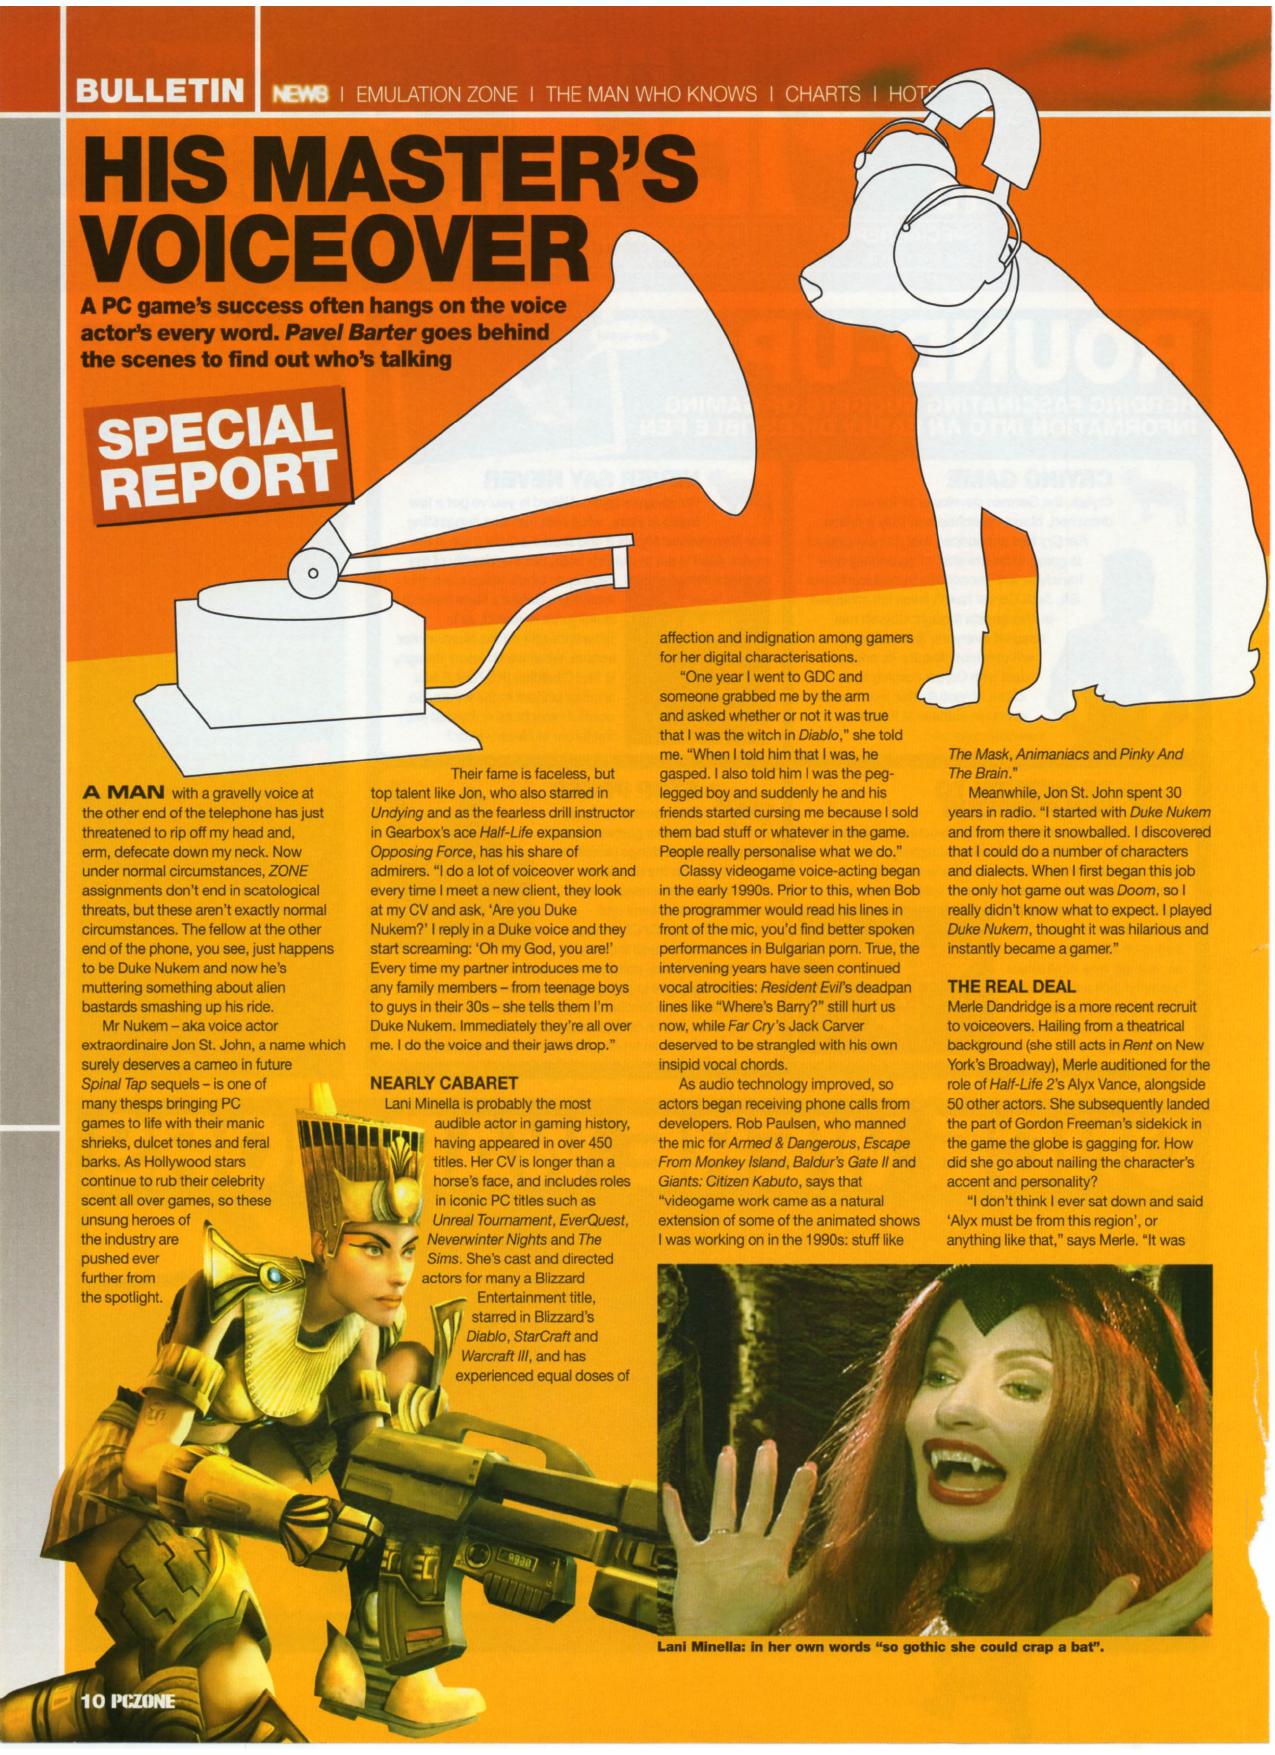 BULLETIN
NEWS | EMULATION ZONE | THE MAN WHO KNOWS | CHARTS | HOTS
HIS MASTER'S
VOICEOVER
A PC game's success often hangs on the voice
actor's every word. Pavel Barter goes behind
the scenes to find out who's talking
SPECIAL
REPORT
A MAN with a gravelly voice at
the other end of the telephone has just
threatened to rip off my head and,
erm, defecate down my neck. Now
under normal circumstances, ZONE
assignments don't end in scatological
threats, but these aren't exactly normal
circumstances. The fellow at the other
end of the phone, you see, just happens
to be Duke Nukem and now he's
muttering something about alien
bastards smashing up his ride.
Mr Nukem – aka voice actor
extraordinaire Jon St. John, a name which
surely deserves a cameo in future
Spinal Tap sequels – is one of
many thesps bringing PC
games to life with their manic
shrieks, dulcet tones and feral
barks. As Hollywood stars
continue to rub their celebrity
scent all over games, so these
unsung heroes of
the industry are
pushed ever
further from
the spotlight.
Their fame is faceless, but
top talent like Jon, who also starred in
Undying and as the fearless drill instructor
in Gearbox's ace Half-Life expansion
Opposing Force, has his share of
admirers. "I do a lot of voiceover work and
every time I meet a new client, they look
at my CV and ask, 'Are you Duke
Nukem?' I reply in a Duke voice and they
start screaming: 'Oh my God, you are!'
Every time my partner introduces me to
any family members – from teenage boys
to guys in their 30s – she tells them I'm
Duke Nukem. Immediately they're all over
me. I do the voice and their jaws drop."
NEARLY CABARET
Lani Minella is probably the most
audible actor in gaming history,
having appeared in over 450
titles. Her CV is longer than a
horse's face, and includes roles
in iconic PC titles such as
Unreal Tournament, EverQuest,
Neverwinter Nights and The
Sims. She's cast and directed
actors for many a Blizzard
Entertainment title,
starred in Blizzard's
Diablo, StarCraft and
Warcraft III, and has
experienced equal doses of
affection and indignation among gamers
for her digital characterisations.
"One year I went to GDC and
someone grabbed me by the arm
and asked whether or not it was true
that I was the witch in Diablo," she told
me. "When I told him that I was, he
gasped. I also told him I was the peg-
legged boy and suddenly he and his
friends started cursing me because I sold
them bad stuff or whatever in the game.
People really personalise what we do."
Classy videogame voice-acting began
in the early 1990s. Prior to this, when Bob
the programmer would read his lines in
front of the mic, you'd find better spoken
performances in Bulgarian porn. True, the
intervening years have seen continued
vocal atrocities: Resident Evil's deadpan
lines like "Where's Barry?" still hurt us
now, while Far Cry's Jack Carver
deserved to be strangled with his own
insipid vocal chords.
As audio technology improved, so
actors began receiving phone calls from
developers. Rob Paulsen, who manned
the mic for Armed & Dangerous, Escape
From Monkey Island, Baldur's Gate II and
Giants: Citizen Kabuto, says that
"videogame work came as a natural
extension of some of the animated shows
I was working on in the 1990s: stuff like
The Mask, Animaniacs and Pinky And
The Brain."
Meanwhile, Jon St. John spent 30
years in radio. "I started with Duke Nukem
and from there it snowballed. I discovered
that I could do a number of characters
and dialects. When I first began this job
the only hot game out was Doom, so I
really didn't know what to expect. I played
Duke Nukem, thought it was hilarious and
instantly became a gamer."
THE REAL DEAL
Merle Dandridge is a more recent recruit
to voiceovers. Hailing from a theatrical
background (she still acts in Rent on New
York's Broadway), Merle auditioned for the
role of Half-Life 2's Alyx Vance, alongside
50 other actors. She subsequently landed
the part of Gordon Freeman's sidekick in
the game the globe is gagging for. How
did she go about nailing the character's
accent and personality?
"I don't think I ever sat down and said
'Alyx must be from this region', or
anything like that," says Merle. "It was
Lani Minella: in her own words "so gothic she could crap a bat".
10 PCZONE